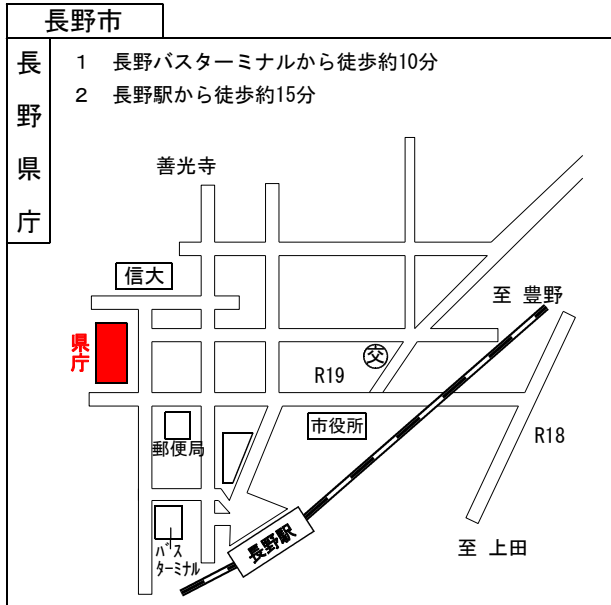 長野市
長野県庁
1 長野バスターミナルから徒歩約10分
2 長野駅から徒歩約15分
善光寺
信大
至 豊野
県庁
交
R19
市役所
R18
郵便局
長野駅
至 上田
バス
ターミナル